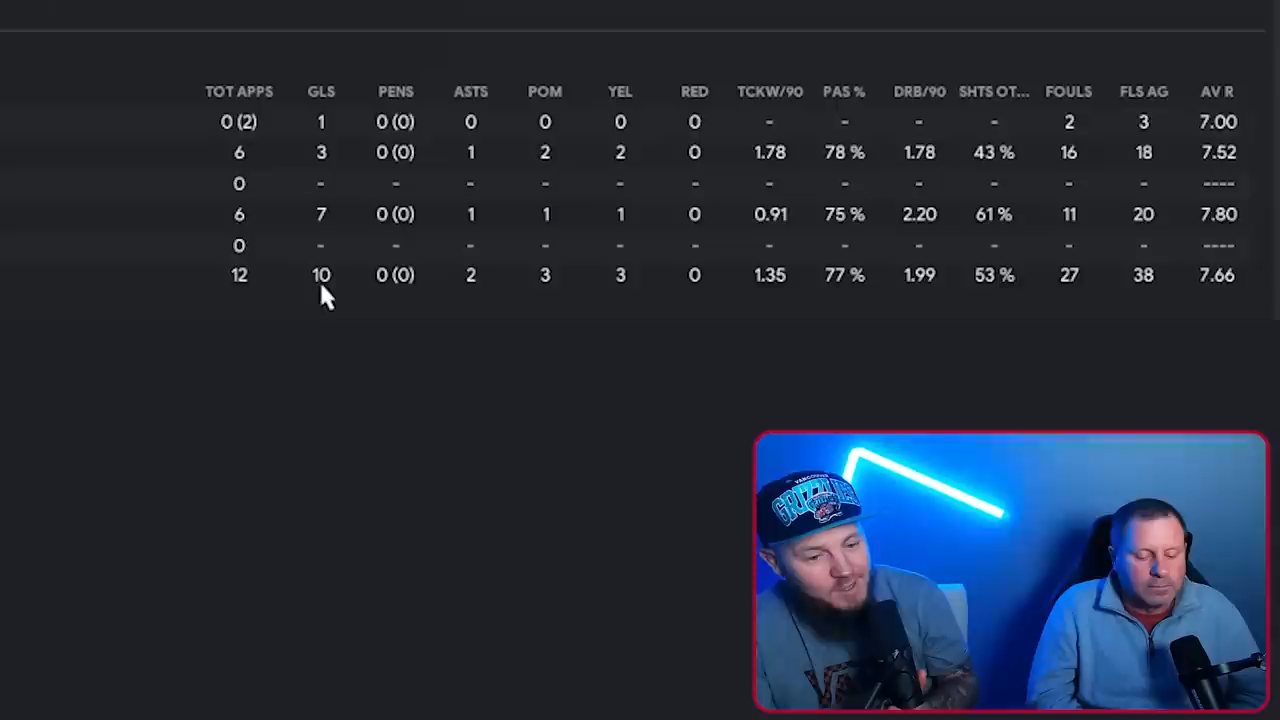 TOT APPS GLS PENS ASTS POM YEL RED TCKW/90 PAS % DRB/90 SHTS OT... FOULS FLS AG AV R
0 (2) 1 0 (0) 0 0 0 0 - - - - 2 3 7.00
6 3 0 (0) 1 2 2 0 1.78 78 % 1.78 43 % 16 18 7.52
0 - - - - - - - - - - - - ----
6 7 0 (0) 1 1 1 0 0.91 75 % 2.20 61 % 11 20 7.80
0 - - - - - - - - - - - - ----
12 10 0 (0) 2 3 3 0 1.35 77 % 1.99 53 % 27 38 7.66
VANCOUVER
GRIZZLIES